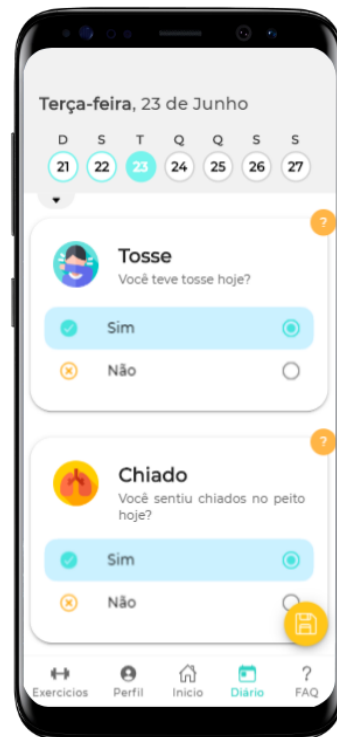 Terça-feira, 23 de Junho
D S T Q Q S S
21 22 23 24 25 26 27
?
Tosse
Você teve tosse hoje?
Sim
Não
?
Chiado
Você sentiu chiados no peito
hoje?
Sim
Não
?
Exercicios Perfil Inicio Diário FAQ